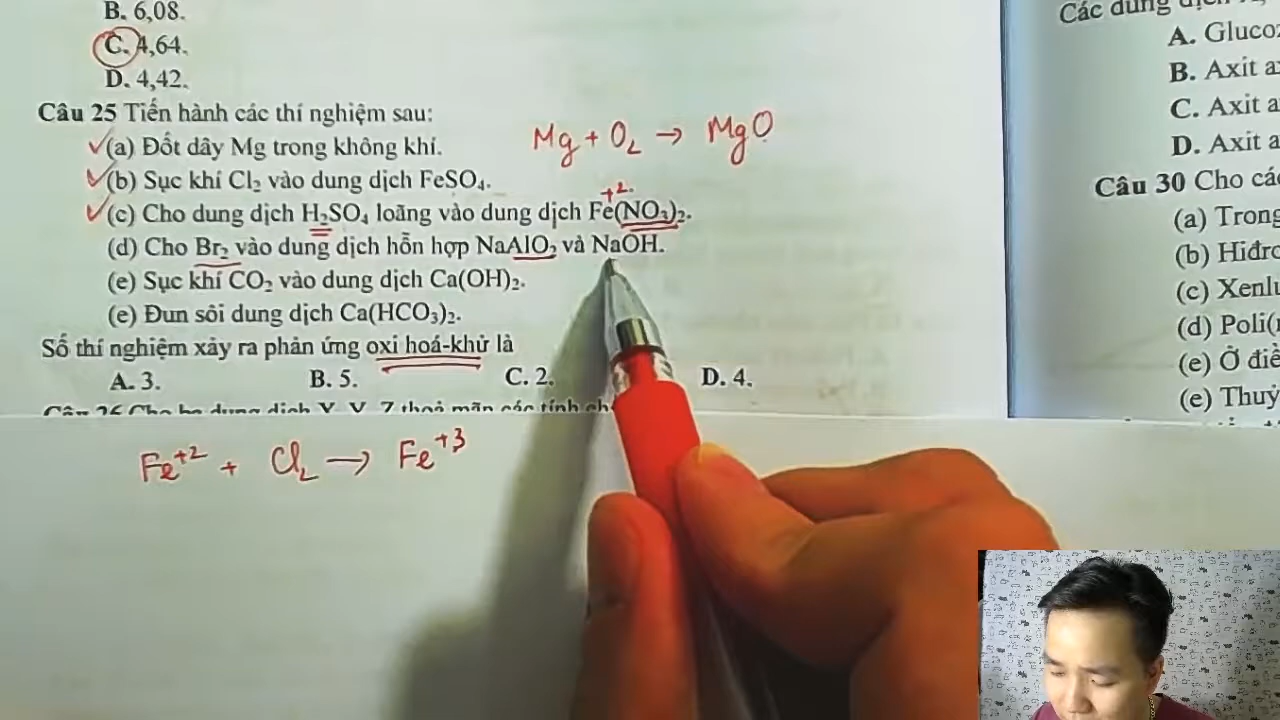 B. 6,08.
C. 4,64.
D. 4,42.
Câu 25 Tiến hành các thí nghiệm sau:
(a) Đốt dây Mg trong không khí.
Mg + O₂ → MgO
(b) Sục khí Cl₂ vào dung dịch FeSO₄.
+2
(c) Cho dung dịch H₂SO₄ loãng vào dung dịch Fe(NO₃)₂.
(d) Cho Br₂ vào dung dịch hỗn hợp NaAlO₂ và NaOH.
(e) Sục khí CO₂ vào dung dịch Ca(OH)₂.
(e) Đun sôi dung dịch Ca(HCO₃)₂.
Số thí nghiệm xảy ra phản ứng oxi hoá-khử là
A. 3. B. 5. C. 2. D. 4.
Fe⁺² + Cl₂ → Fe⁺³
Các dung
A. Gluco
B. Axit
C. Axit a
D. Axit a
Câu 30 Cho
(a) Trong
(b) Hiđr
(c) Xenl
(d) Poli(
(e) Ở
(e) Thuỷ